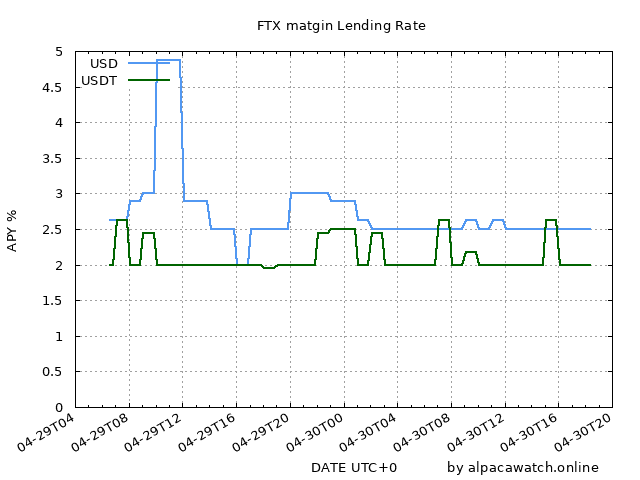 FTX matgin Lending Rate
USD
USDT
5
4.5
4
3.5
3
2.5
2
1.5
1
0.5
0
APY %
04-29T04
04-29T08
04-29T12
04-29T16
04-29T20
04-30T00
04-30T04
04-30T08
04-30T12
04-30T16
04-30T20
DATE UTC+0
by alpacawatch.online